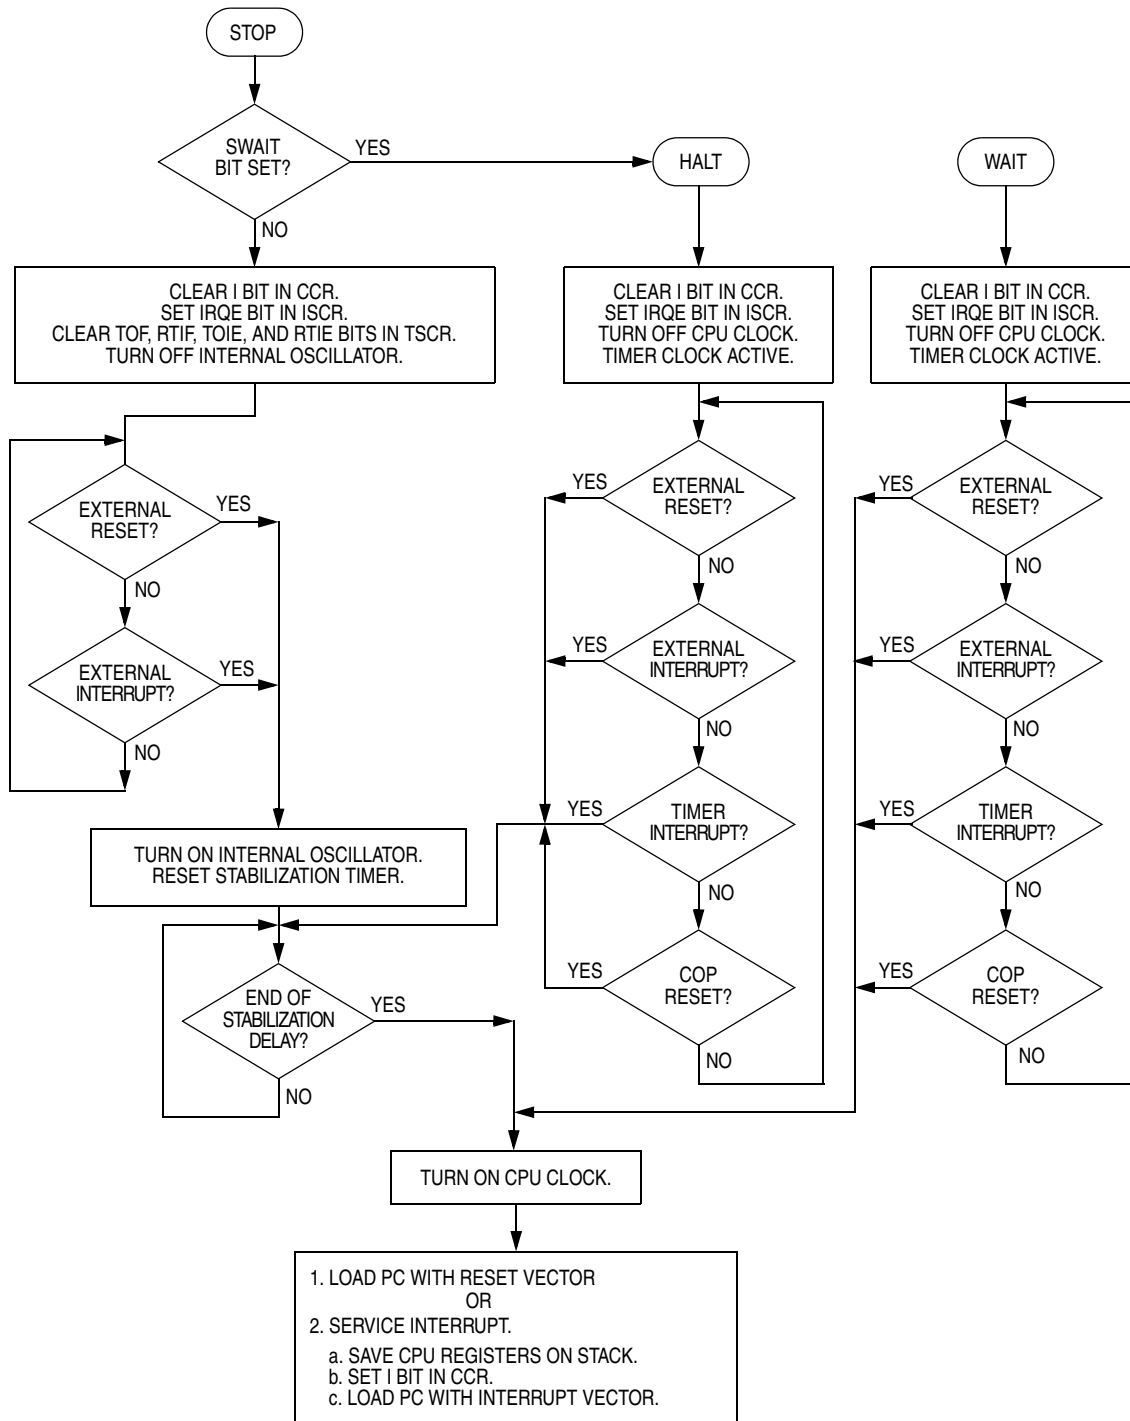 STOP
SWAIT
BIT SET?
YES
NO
HALT
WAIT
CLEAR I BIT IN CCR.
SET IRQE BIT IN ISCR.
CLEAR TOF, RTIF, TOIE, AND RTIE BITS IN TSCR.
TURN OFF INTERNAL OSCILLATOR.
CLEAR I BIT IN CCR.
SET IRQE BIT IN ISCR.
TURN OFF CPU CLOCK.
TIMER CLOCK ACTIVE.
CLEAR I BIT IN CCR.
SET IRQE BIT IN ISCR.
TURN OFF CPU CLOCK.
TIMER CLOCK ACTIVE.
EXTERNAL
RESET?
YES
NO
EXTERNAL
INTERRUPT?
YES
NO
TURN ON INTERNAL OSCILLATOR.
RESET STABILIZATION TIMER.
END OF
STABILIZATION
DELAY?
YES
NO
YES
EXTERNAL
RESET?
NO
YES
EXTERNAL
INTERRUPT?
NO
YES
TIMER
INTERRUPT?
NO
YES
COP
RESET?
NO
YES
EXTERNAL
RESET?
NO
YES
EXTERNAL
INTERRUPT?
NO
YES
TIMER
INTERRUPT?
NO
YES
COP
RESET?
NO
TURN ON CPU CLOCK.
1. LOAD PC WITH RESET VECTOR
OR
2. SERVICE INTERRUPT.
a. SAVE CPU REGISTERS ON STACK.
b. SET I BIT IN CCR.
c. LOAD PC WITH INTERRUPT VECTOR.